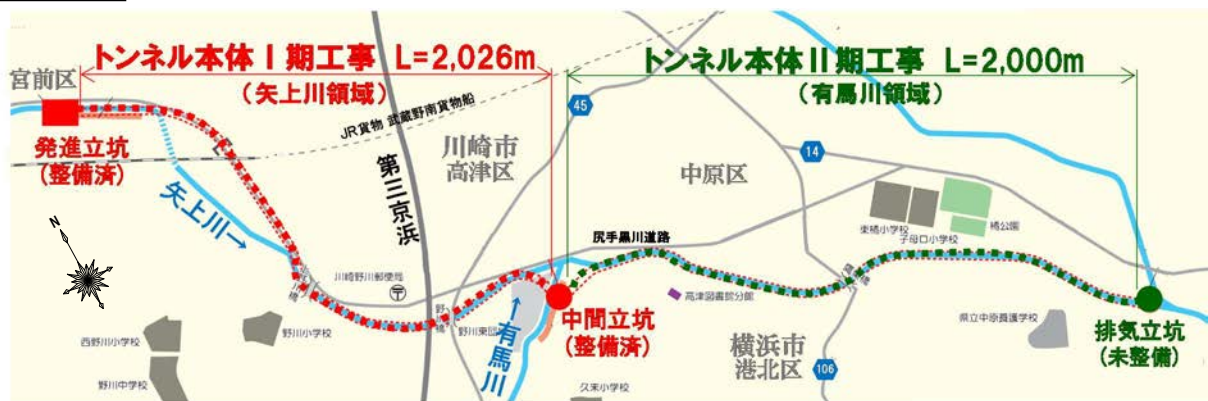 トンネル本体Ⅰ期工事 L=2,026m
(矢上川領域)
トンネル本体Ⅱ期工事 L=2,000m
(有馬川領域)
宮前区
発進立坑
(整備済)
JR貨物 武蔵野南貨物船
45
川崎市
高津区
第三京浜
中原区
14
矢上川→
N
東橘小学校
子母口小学校
橘公園
尻手黒川道路
川崎野川郵便局
〒
高津図書館分館
野川小学校
西野川小学校
野川中学校
←有馬川
中間立坑
(整備済)
久末小学校
横浜市
港北区
106
県立中原養護学校
排気立坑
(未整備)